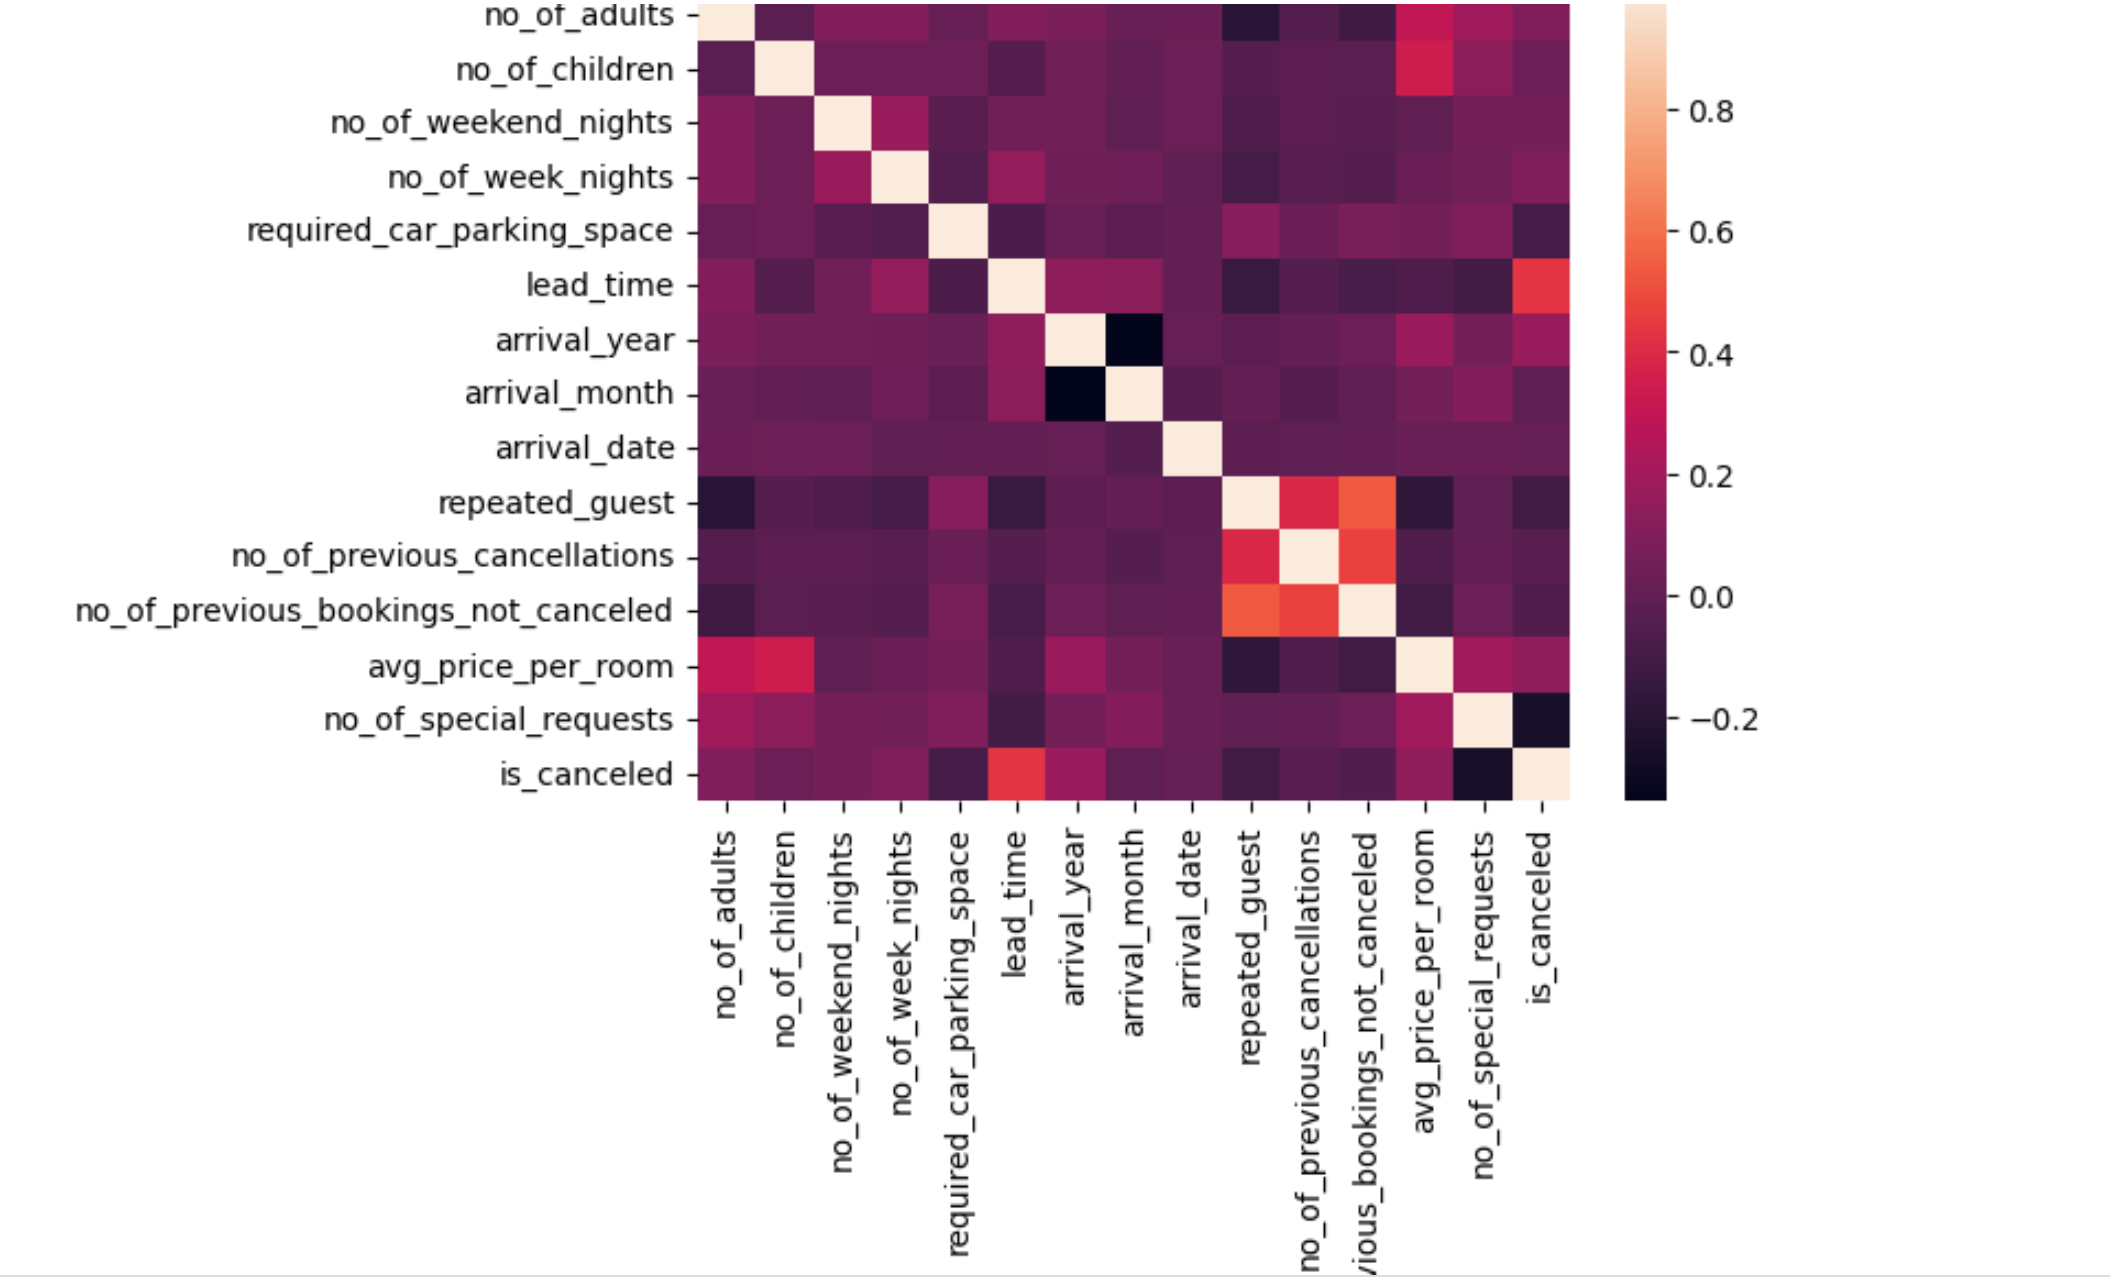 no_of_adults
no_of_children
no_of_weekend_nights
no_of_week_nights
required_car_parking_space
lead_time
arrival_year
arrival_month
arrival_date
repeated_guest
no_of_previous_cancellations
no_of_previous_bookings_not_canceled
avg_price_per_room
no_of_special_requests
is_canceled
0.8
0.6
0.4
0.2
0.0
−0.2
no_of_adults
no_of_children
no_of_weekend_nights
no_of_week_nights
required_car_parking_space
lead_time
arrival_year
arrival_month
arrival_date
repeated_guest
no_of_previous_cancellations
vious_bookings_not_canceled
avg_price_per_room
no_of_special_requests
is_canceled